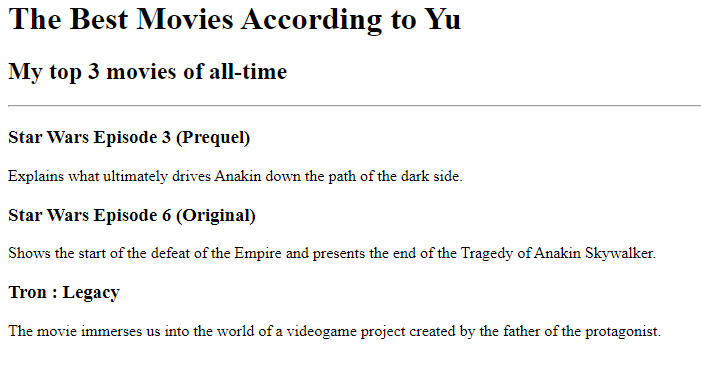 The Best Movies According to Yu
My top 3 movies of all-time
Star Wars Episode 3 (Prequel)
Explains what ultimately drives Anakin down the path of the dark side.
Star Wars Episode 6 (Original)
Shows the start of the defeat of the Empire and presents the end of the Tragedy of Anakin Skywalker.
Tron : Legacy
The movie immerses us into the world of a videogame project created by the father of the protagonist.